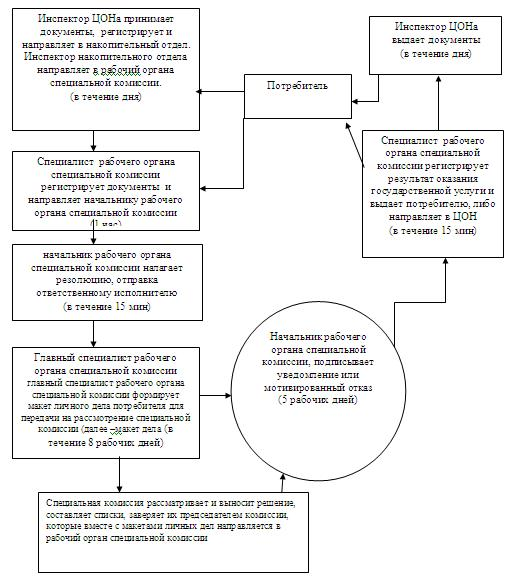 Инспектор ЦОНа принимает
документы,  регистрирует и
направляет в накопительный отдел.
Инспектор накопительного отдела
направляет в рабочий органа
специальной комиссии.
(в течение дня)
Потребитель
Инспектор ЦОНа
выдает документы
(в течение дня)
Специалист  рабочего органа
специальной комиссии
регистрирует документы  и
направляет начальнику рабочего
органа специальной комиссии
(1 час)
Специалист  рабочего
органа специальной
комиссии регистрирует
результат оказания
государственной услуги и
выдает потребителю, либо
направляет в ЦОН
(в течение 15 мин)
начальник рабочего органа
специальной комиссии налагает
резолюцию, отправка
ответственному исполнителю
(в течение 15 мин)
Главный специалист рабочего
органа специальной комиссии
главный специалист рабочего органа
специальной комиссии формирует
макет личного дела потребителя для
передачи на рассмотрение специальной
комиссии (далее –макет дела (в
течение 8 рабочих дней)
Начальник рабочего
органа специальной
комиссии, подписывает
уведомление или
мотивированный отказ
(5 рабочих дней)
Специальная комиссия рассматривает и выносит решение,
составляет списки, заверяет их председателем комиссии,
которые вместе с макетами личных дел направляется в
рабочий орган специальной комиссии